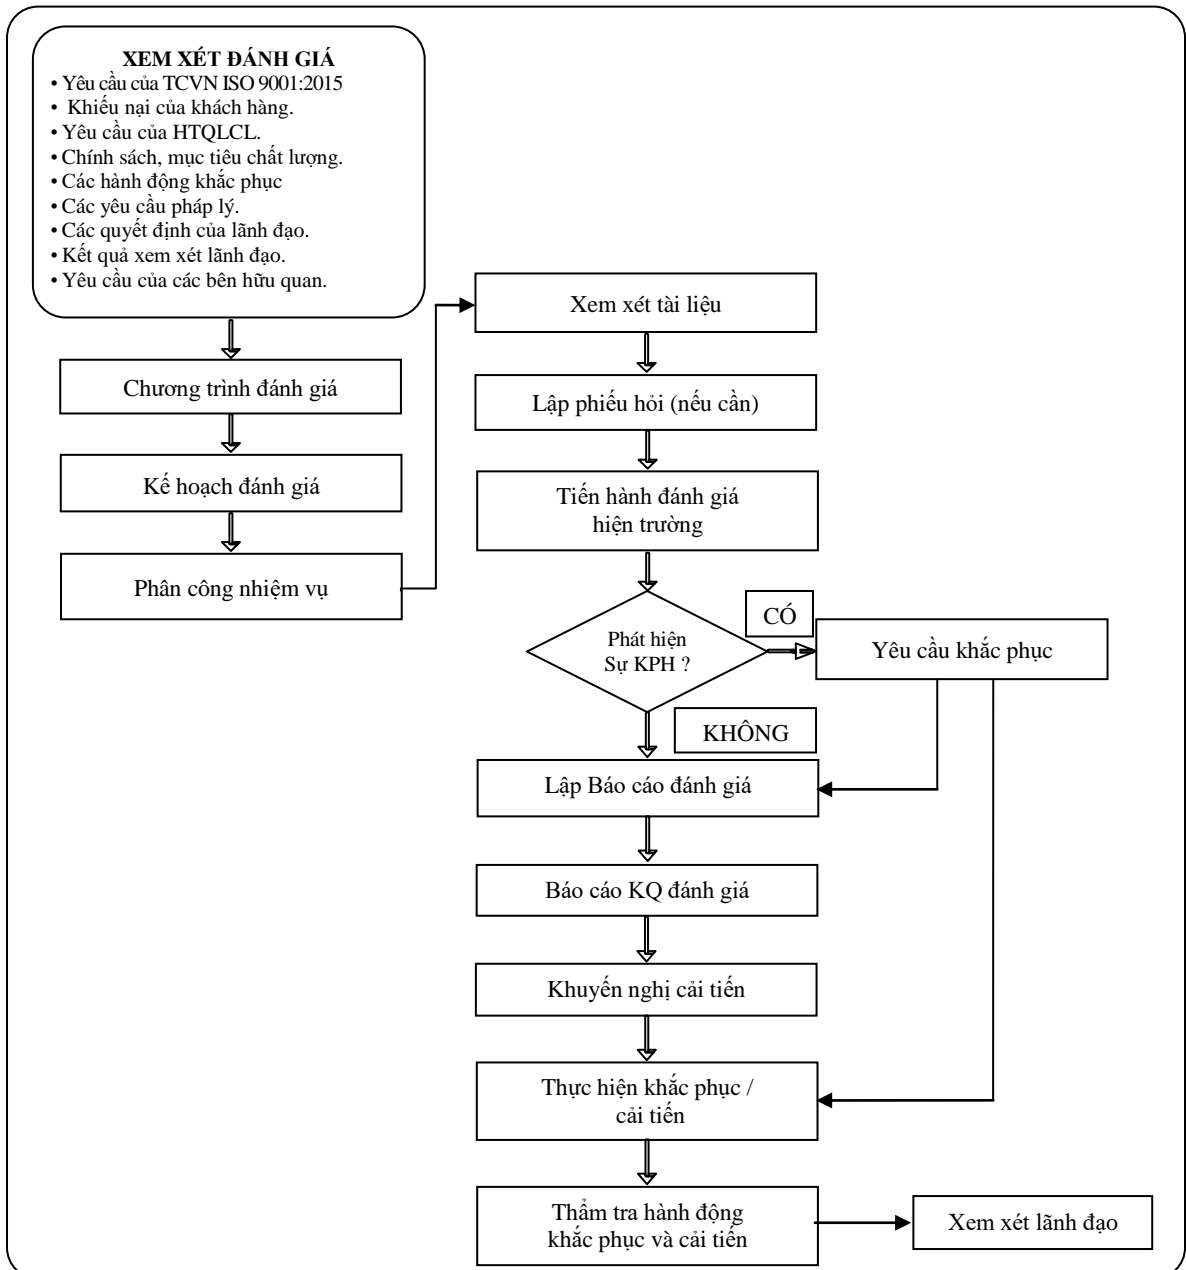 XEM XÉT ĐÁNH GIÁ
• Yêu cầu của TCVN ISO 9001:2015
• Khiếu nại của khách hàng.
• Yêu cầu của HTQLCL.
• Chính sách, mục tiêu chất lượng.
• Các hành động khắc phục
• Các yêu cầu pháp lý.
• Các quyết định của lãnh đạo.
• Kết quả xem xét lãnh đạo.
• Yêu cầu của các bên hữu quan.
Chương trình đánh giá
Kế hoạch đánh giá
Phân công nhiệm vụ
Xem xét tài liệu
Lập phiếu hỏi (nếu cần)
Tiến hành đánh giá
hiện trường
Phát hiện
Sự KPH ?
CÓ
Yêu cầu khắc phục
KHÔNG
Lập Báo cáo đánh giá
Báo cáo KQ đánh giá
Khuyến nghị cải tiến
Thực hiện khắc phục /
cải tiến
Thẩm tra hành động
khắc phục và cải tiến
Xem xét lãnh đạo